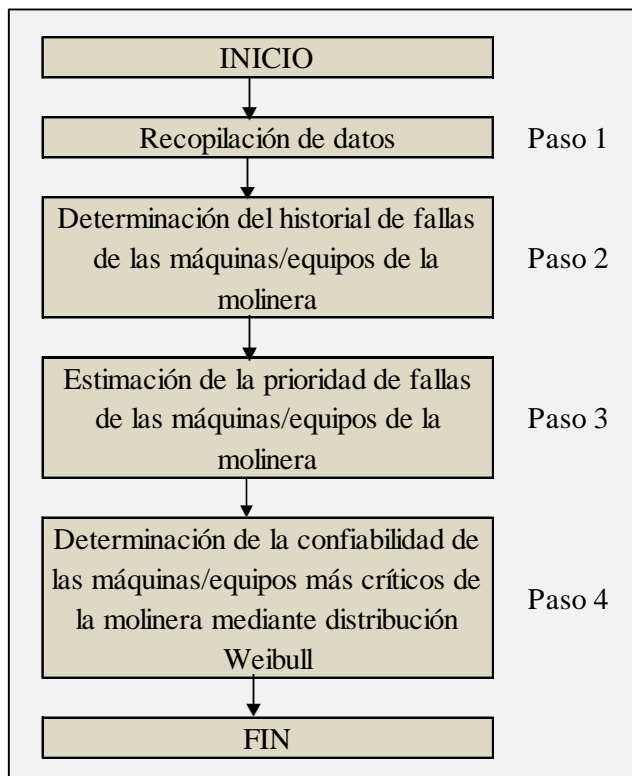 INICIO
Recopilación de datos
Paso 1
Determinación del historial de fallas
de las máquinas/equipos de la
molinera
Paso 2
Estimación de la prioridad de fallas
de las máquinas/equipos de la
molinera
Paso 3
Determinación de la confiabilidad de
las máquinas/equipos más críticos de
la molinera mediante distribución
Weibull
Paso 4
FIN